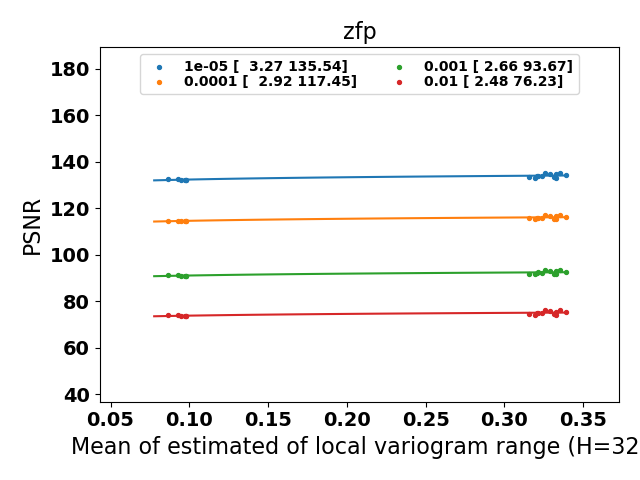 zfp
1e-05 [  3.27 135.54]
0.0001 [  2.92 117.45]
0.001 [ 2.66 93.67]
0.01 [ 2.48 76.23]
PSNR
180
160
140
120
100
80
60
40
0.05 0.10 0.15 0.20 0.25 0.30 0.35
Mean of estimated of local variogram range (H=32